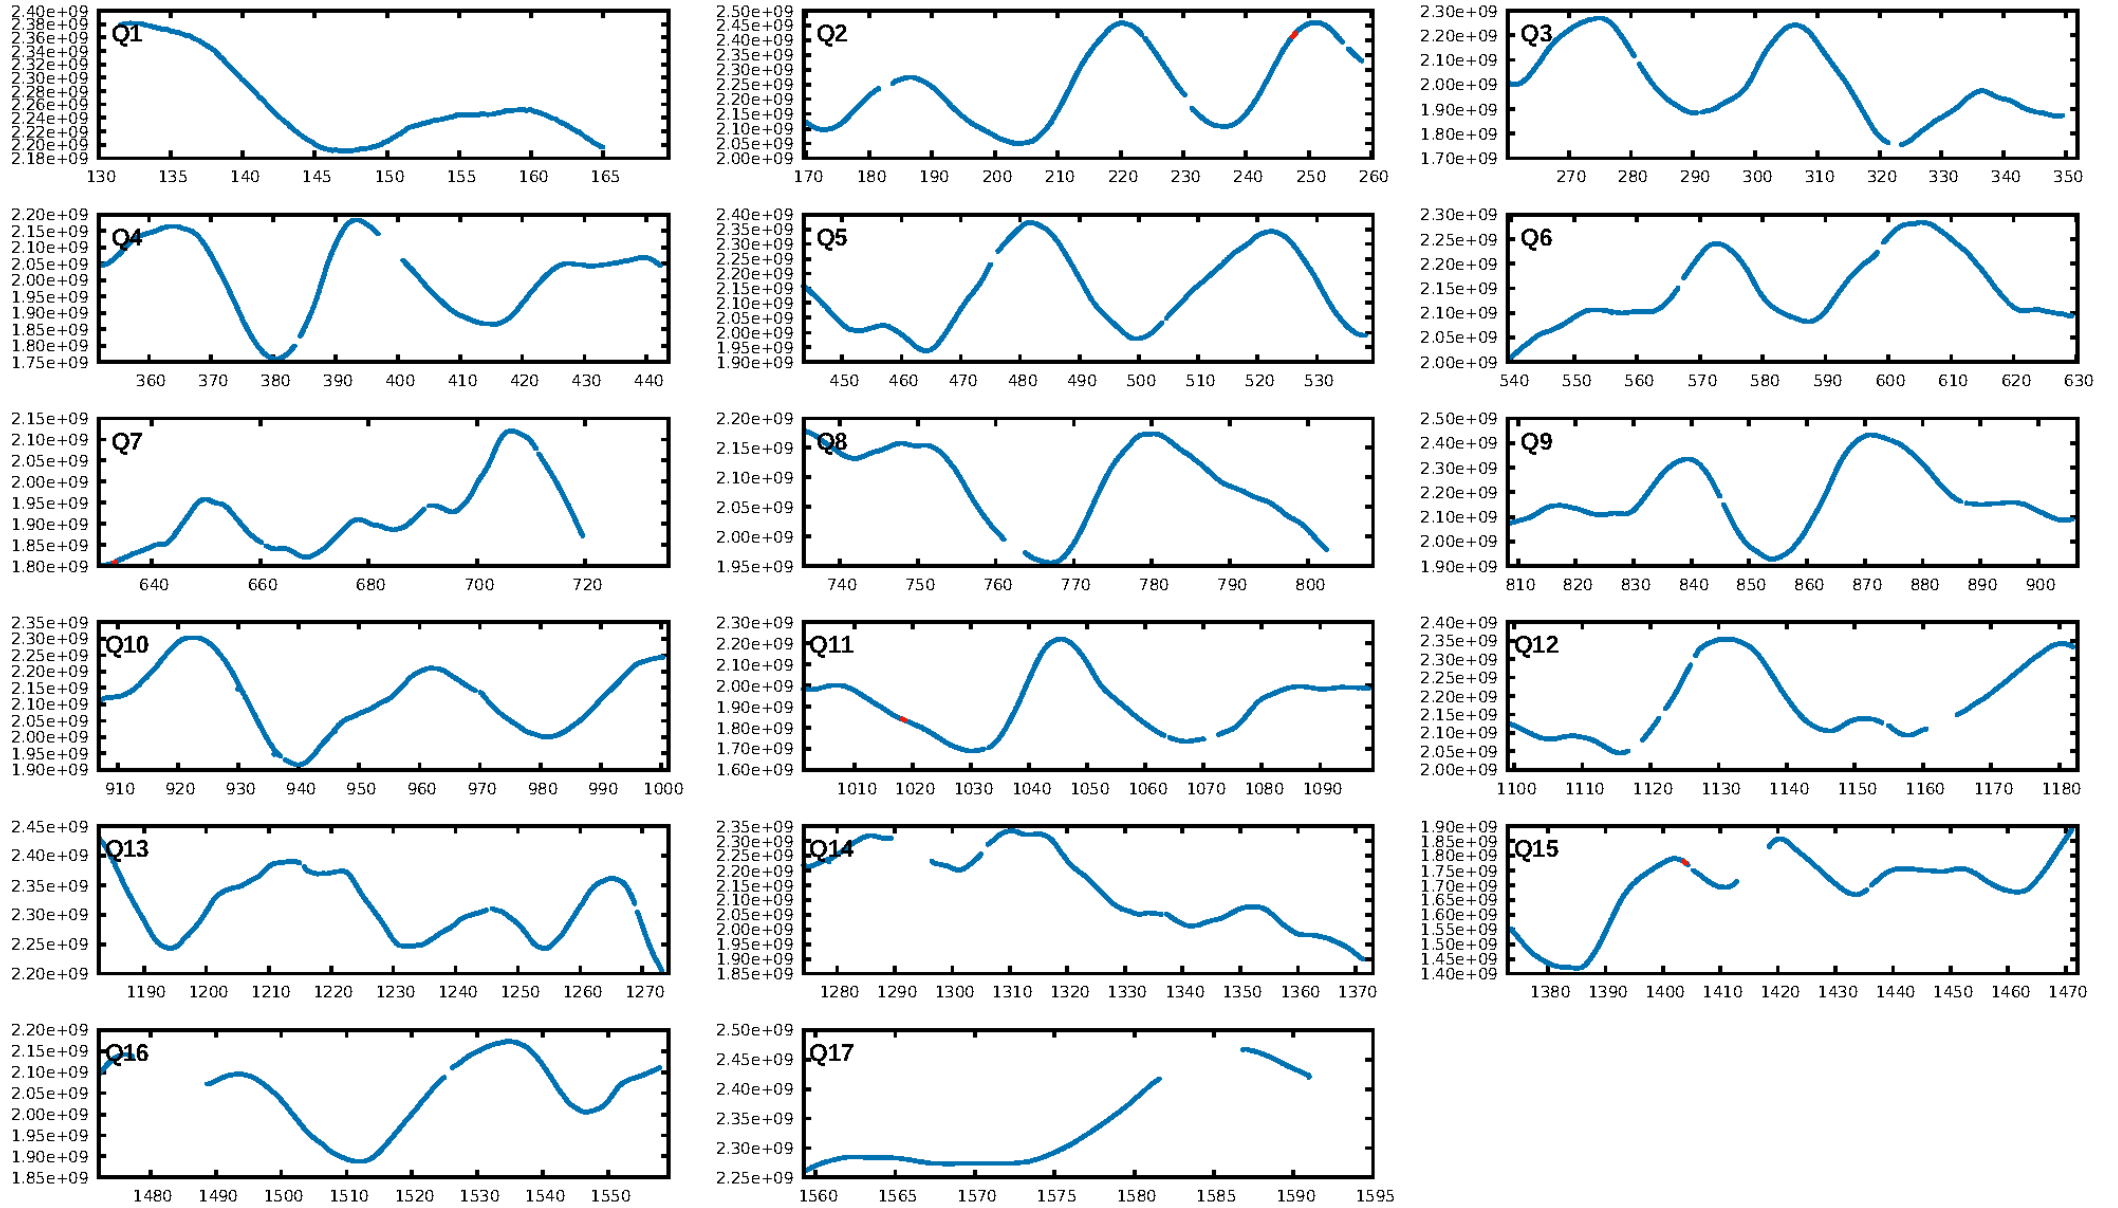 2.40e+09
2.38e+09
2.36e+09
2.34e+09
2.32e+09
2.30e+09
2.28e+09
2.26e+09
2.24e+09
2.22e+09
2.20e+09
2.18e+09
Q1
130 135 140 145 150 155 160 165
2.50e+09
2.45e+09
2.40e+09
2.35e+09
2.30e+09
2.25e+09
2.20e+09
2.15e+09
2.10e+09
2.05e+09
2.00e+09
Q2
170 180 190 200 210 220 230 240 250 260
2.30e+09
2.20e+09
2.10e+09
2.00e+09
1.90e+09
1.80e+09
1.70e+09
Q3
270 280 290 300 310 320 330 340 350
2.20e+09
2.15e+09
2.10e+09
2.05e+09
2.00e+09
1.95e+09
1.90e+09
1.85e+09
1.80e+09
1.75e+09
Q4
360 370 380 390 400 410 420 430 440
2.40e+09
2.35e+09
2.30e+09
2.25e+09
2.20e+09
2.15e+09
2.10e+09
2.05e+09
2.00e+09
1.95e+09
1.90e+09
Q5
450 460 470 480 490 500 510 520 530
2.30e+09
2.25e+09
2.20e+09
2.15e+09
2.10e+09
2.05e+09
2.00e+09
Q6
540 550 560 570 580 590 600 610 620 630
2.15e+09
2.10e+09
2.05e+09
2.00e+09
1.95e+09
1.90e+09
1.85e+09
1.80e+09
Q7
640 660 680 700 720
2.20e+09
2.15e+09
2.10e+09
2.05e+09
2.00e+09
1.95e+09
Q8
740 750 760 770 780 790 800
2.50e+09
2.40e+09
2.30e+09
2.20e+09
2.10e+09
2.00e+09
1.90e+09
Q9
810 820 830 840 850 860 870 880 890 900
2.35e+09
2.30e+09
2.25e+09
2.20e+09
2.15e+09
2.10e+09
2.05e+09
2.00e+09
1.95e+09
1.90e+09
Q10
910 920 930 940 950 960 970 980 990 1000
2.30e+09
2.20e+09
2.10e+09
2.00e+09
1.90e+09
1.80e+09
1.70e+09
1.60e+09
Q11
1010 1020 1030 1040 1050 1060 1070 1080 1090
2.40e+09
2.35e+09
2.30e+09
2.25e+09
2.20e+09
2.15e+09
2.10e+09
2.05e+09
2.00e+09
Q12
1100 1110 1120 1130 1140 1150 1160 1170 1180
2.45e+09
2.40e+09
2.35e+09
2.30e+09
2.25e+09
2.20e+09
Q13
1190 1200 1210 1220 1230 1240 1250 1260 1270
2.35e+09
2.30e+09
2.25e+09
2.20e+09
2.15e+09
2.10e+09
2.05e+09
2.00e+09
1.95e+09
1.90e+09
1.85e+09
Q14
1280 1290 1300 1310 1320 1330 1340 1350 1360 1370
1.90e+09
1.85e+09
1.80e+09
1.75e+09
1.70e+09
1.65e+09
1.60e+09
1.55e+09
1.50e+09
1.45e+09
1.40e+09
Q15
1380 1390 1400 1410 1420 1430 1440 1450 1460 1470
2.20e+09
2.15e+09
2.10e+09
2.05e+09
2.00e+09
1.95e+09
1.90e+09
1.85e+09
Q16
1480 1490 1500 1510 1520 1530 1540 1550
2.50e+09
2.45e+09
2.40e+09
2.35e+09
2.30e+09
2.25e+09
Q17
1560 1565 1570 1575 1580 1585 1590 1595